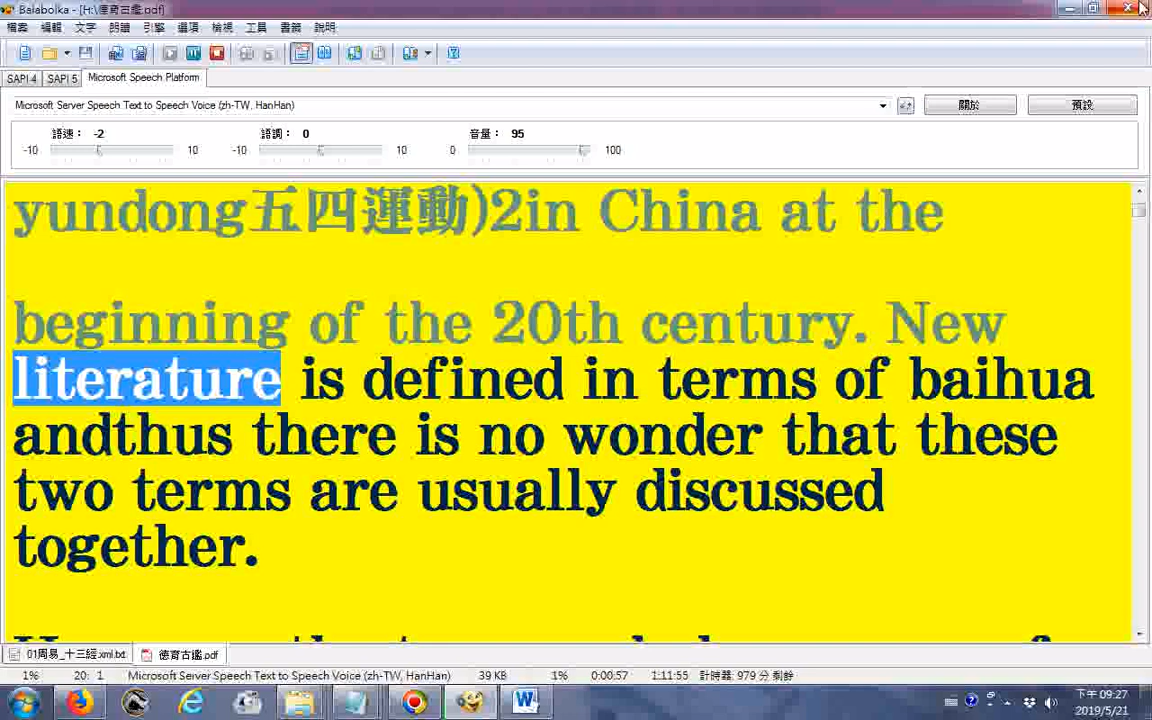 Balabolka - [H:\德育古鑑.pdf]
檔案 編輯 文字 朗讀 引擎 選項 檢視 工具 書籤 說明
SAPI 4 SAPI 5 Microsoft Speech Platform
Microsoft Server Speech Text to Speech Voice (zh-TW, HanHan) 關於 預設
語速： -2 語調： 0 音量： 95
-10 10 -10 10 0 100
yundong五四運動)2in China at the
beginning of the 20th century. New
literature is defined in terms of baihua
andthus there is no wonder that these
two terms are usually discussed
together.
01周易_十三經.xml.txt 德育古鑑.pdf
1% 20: 1 Microsoft Server Speech Text to Speech Voice (zh-TW, HanHan) 39 KB 1% 0:00:57 1:11:55 計時器: 979 分 剩餘
下午 09:27
2019/5/21